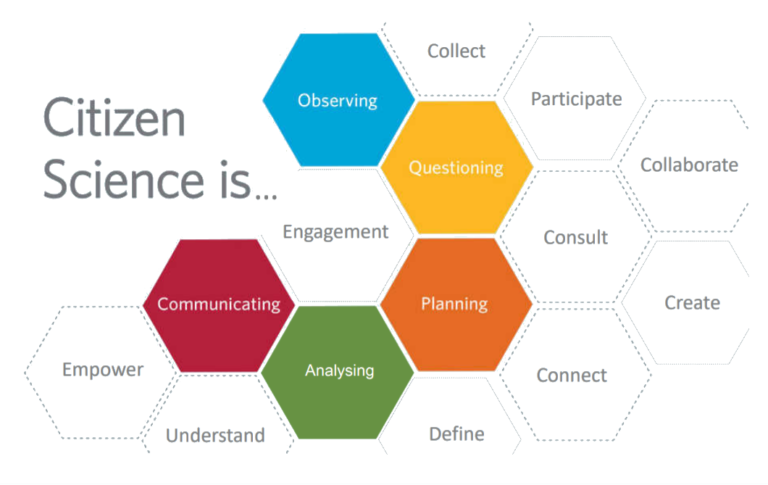 Citizen
Science is...
Collect
Observing
Participate
Questioning
Collaborate
Engagement
Consult
Communicating
Planning
Create
Empower
Analysing
Connect
Understand
Define